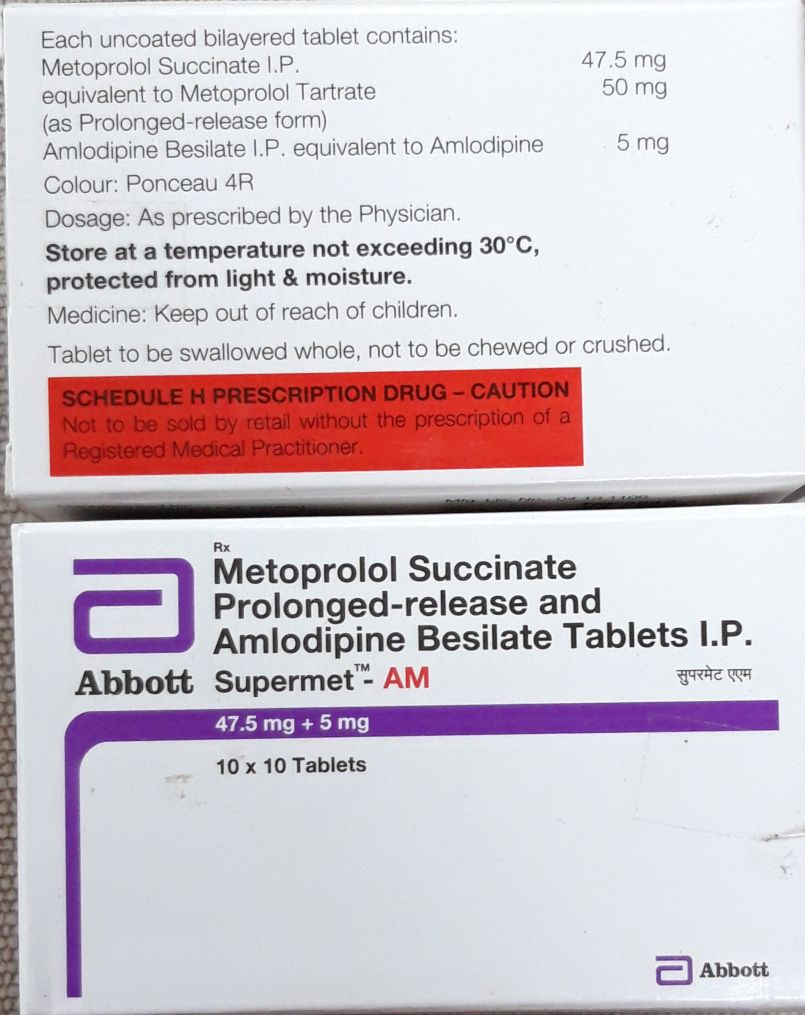 Each uncoated bilayered tablet contains:
Metoprolol Succinate I.P. 47.5 mg
equivalent to Metoprolol Tartrate 50 mg
(as Prolonged-release form)
Amlodipine Besilate I.P. equivalent to Amlodipine 5 mg
Colour: Ponceau 4R
Dosage: As prescribed by the Physician.
Store at a temperature not exceeding 30°C,
protected from light & moisture.
Medicine: Keep out of reach of children.
Tablet to be swallowed whole, not to be chewed or crushed.
SCHEDULE H PRESCRIPTION DRUG – CAUTION
Not to be sold by retail without the prescription of a
Registered Medical Practitioner.
Rx
Metoprolol Succinate
Prolonged-release and
Amlodipine Besilate Tablets I.P.
Abbott Supermet™- AM सुपरमेट एएम
47.5 mg + 5 mg
10 x 10 Tablets
Abbott